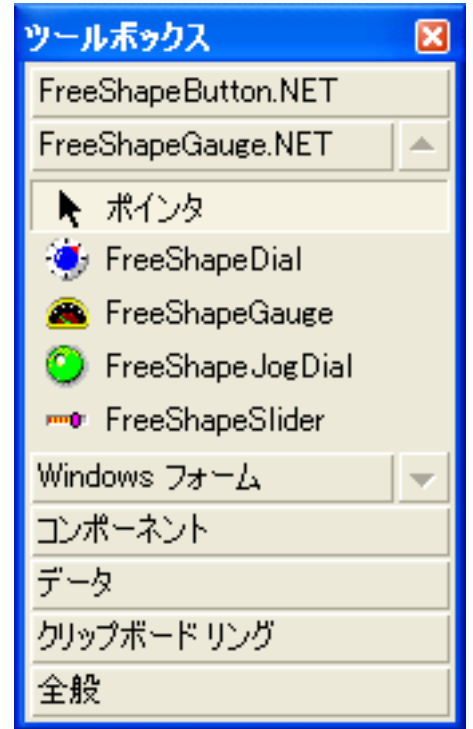 ツールボックス
FreeShapeButton.NET
FreeShapeGauge.NET
ポインタ
FreeShapeDial
FreeShapeGauge
FreeShapeJogDial
FreeShapeSlider
Windows フォーム
コンポーネント
データ
クリップボード リング
全般